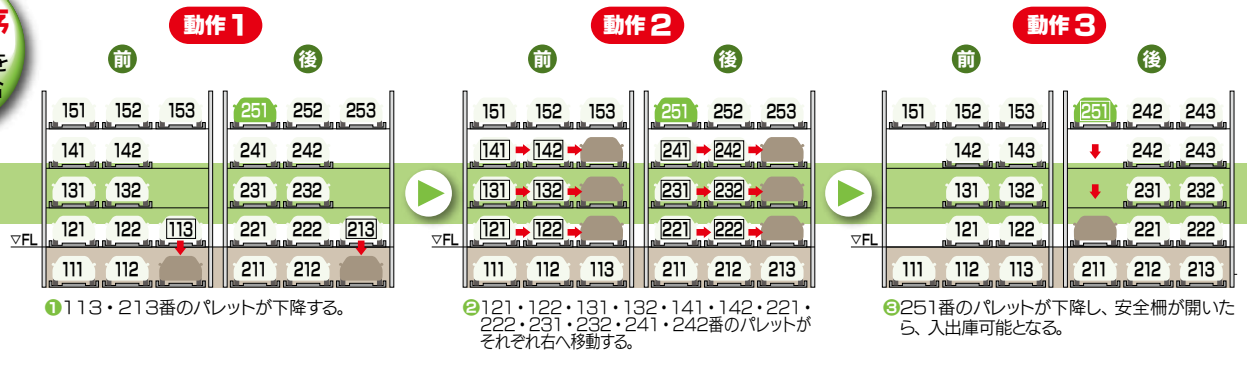 を
動作1
前 後
151 152 153 251 252 253
141 142 241 242
131 132 231 232
121 122 113 221 222 213
▽FL
111 112 211 212
❶113・213番のパレットが下降する。
動作2
前 後
151 152 153 251 252 253
141 142 241 242
131 132 231 232
121 122 221 222
▽FL
111 112 113 211 212 213
❷121・122・131・132・141・142・221・
222・231・232・241・242番のパレットが
それぞれ右へ移動する。
動作3
前 後
151 152 153 251 242 243
142 143 242 243
131 132 231 232
121 122 221 222
▽FL
111 112 113 211 212 213
❸251番のパレットが下降し、安全柵が開いた
ら、入出庫可能となる。